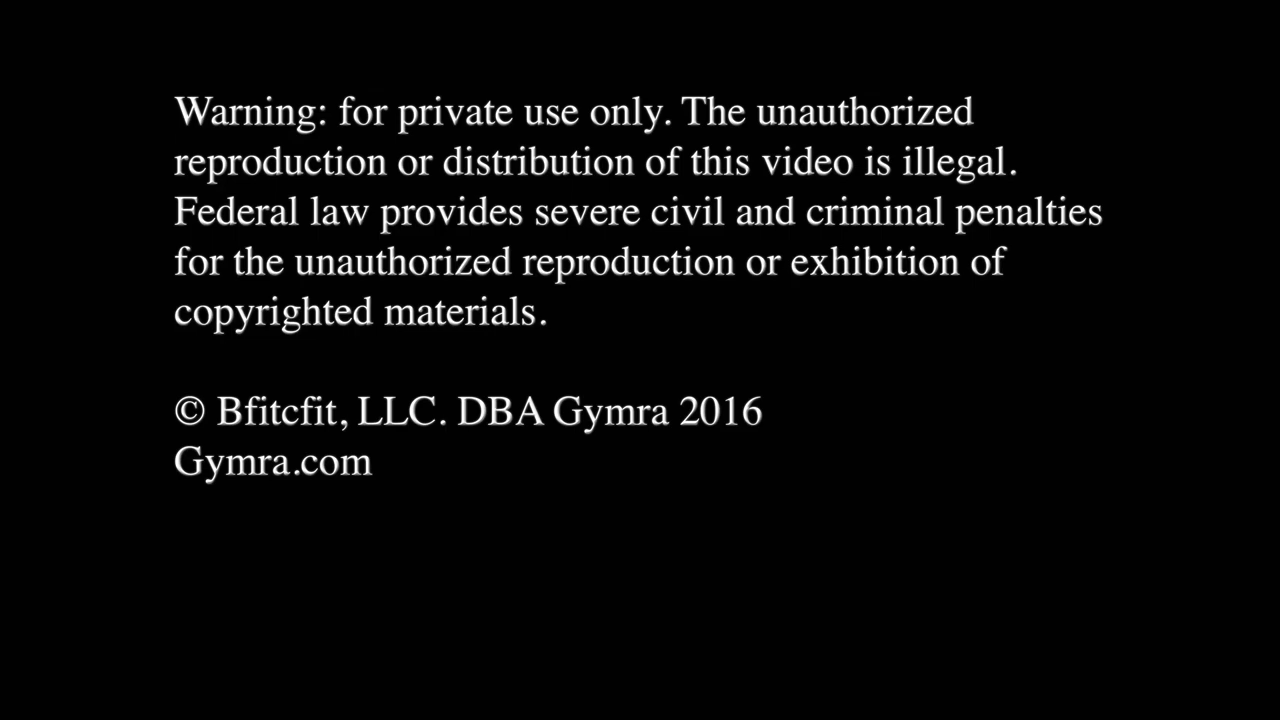 Warning: for private use only. The unauthorized
reproduction or distribution of this video is illegal.
Federal law provides severe civil and criminal penalties
for the unauthorized reproduction or exhibition of
copyrighted materials.
© Bfitcfit, LLC. DBA Gymra 2016
Gymra.com